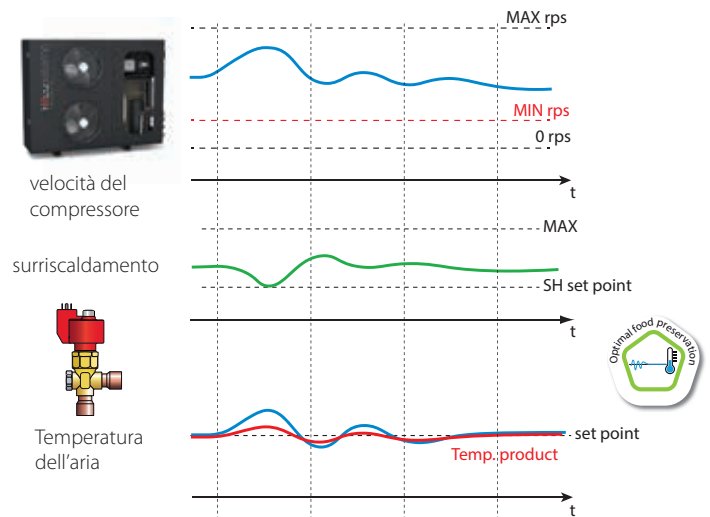 MAX rps
MIN rps
0 rps
t
velocità del
compressore
MAX
surriscaldamento
SH set point
t
Optimal food preservation
Temperatura
dell'aria
set point
Temp. product
t